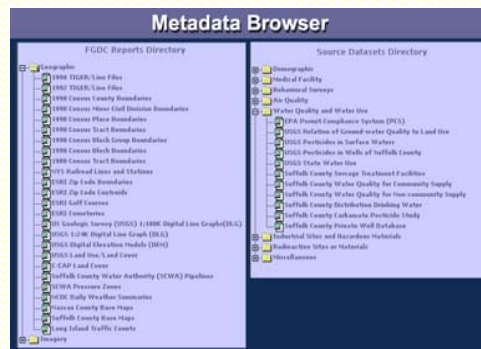 Metadata Browser
FGDC Reports Directory
Geographic
1998 TIGER/Line Files
1992 TIGER/Line Files
1990 Census County Boundaries
1990 Census Minor Civil Division Boundaries
1990 Census Place Boundaries
1990 Census Tract Boundaries
1990 Census Block Group Boundaries
1990 Census Block Boundaries
1980 Census Tract Boundaries
NYS Railroad Lines and Stations
ESRI Zip Code Boundaries
ESRI Zip Code Centroids
ESRI Golf Courses
ESRI Cemeteries
US Geologic Survey (USGS) 1:100K Digital Line Graphs(DLG)
USGS 1:24K Digital Line Graph (DLG)
USGS Digital Elevation Models (DEM)
USGS Land Use/Land Cover
C-CAP Land Cover
Suffolk County Water Authority (SCWA) Pipelines
SCWA Pressure Zones
NCDC Daily Weather Summaries
Nassau County Base Maps
Suffolk County Base Maps
Long Island Traffic Counts
Imagery
Source Datasets Directory
Demographic
Medical Facility
Behavioral Surveys
Air Quality
Water Quality and Water Use
EPA Permit Compliance System (PCS)
USGS Relation of Ground-water Quality to Land Use
USGS Pesticides in Surface Waters
USGS Pesticides in Wells of Suffolk County
USGS State Water Use
Suffolk County Sewage Treatment Facilities
Suffolk County Water Quality for Community Supply
Suffolk County Water Quality for Non-community Supply
Suffolk County Distribution Drinking Water
Suffolk County Carbamate Pesticide Study
Suffolk County Private Well Database
Industrial Sites and Hazardous Materials
Radioactive Sites or Materials
Miscellaneous